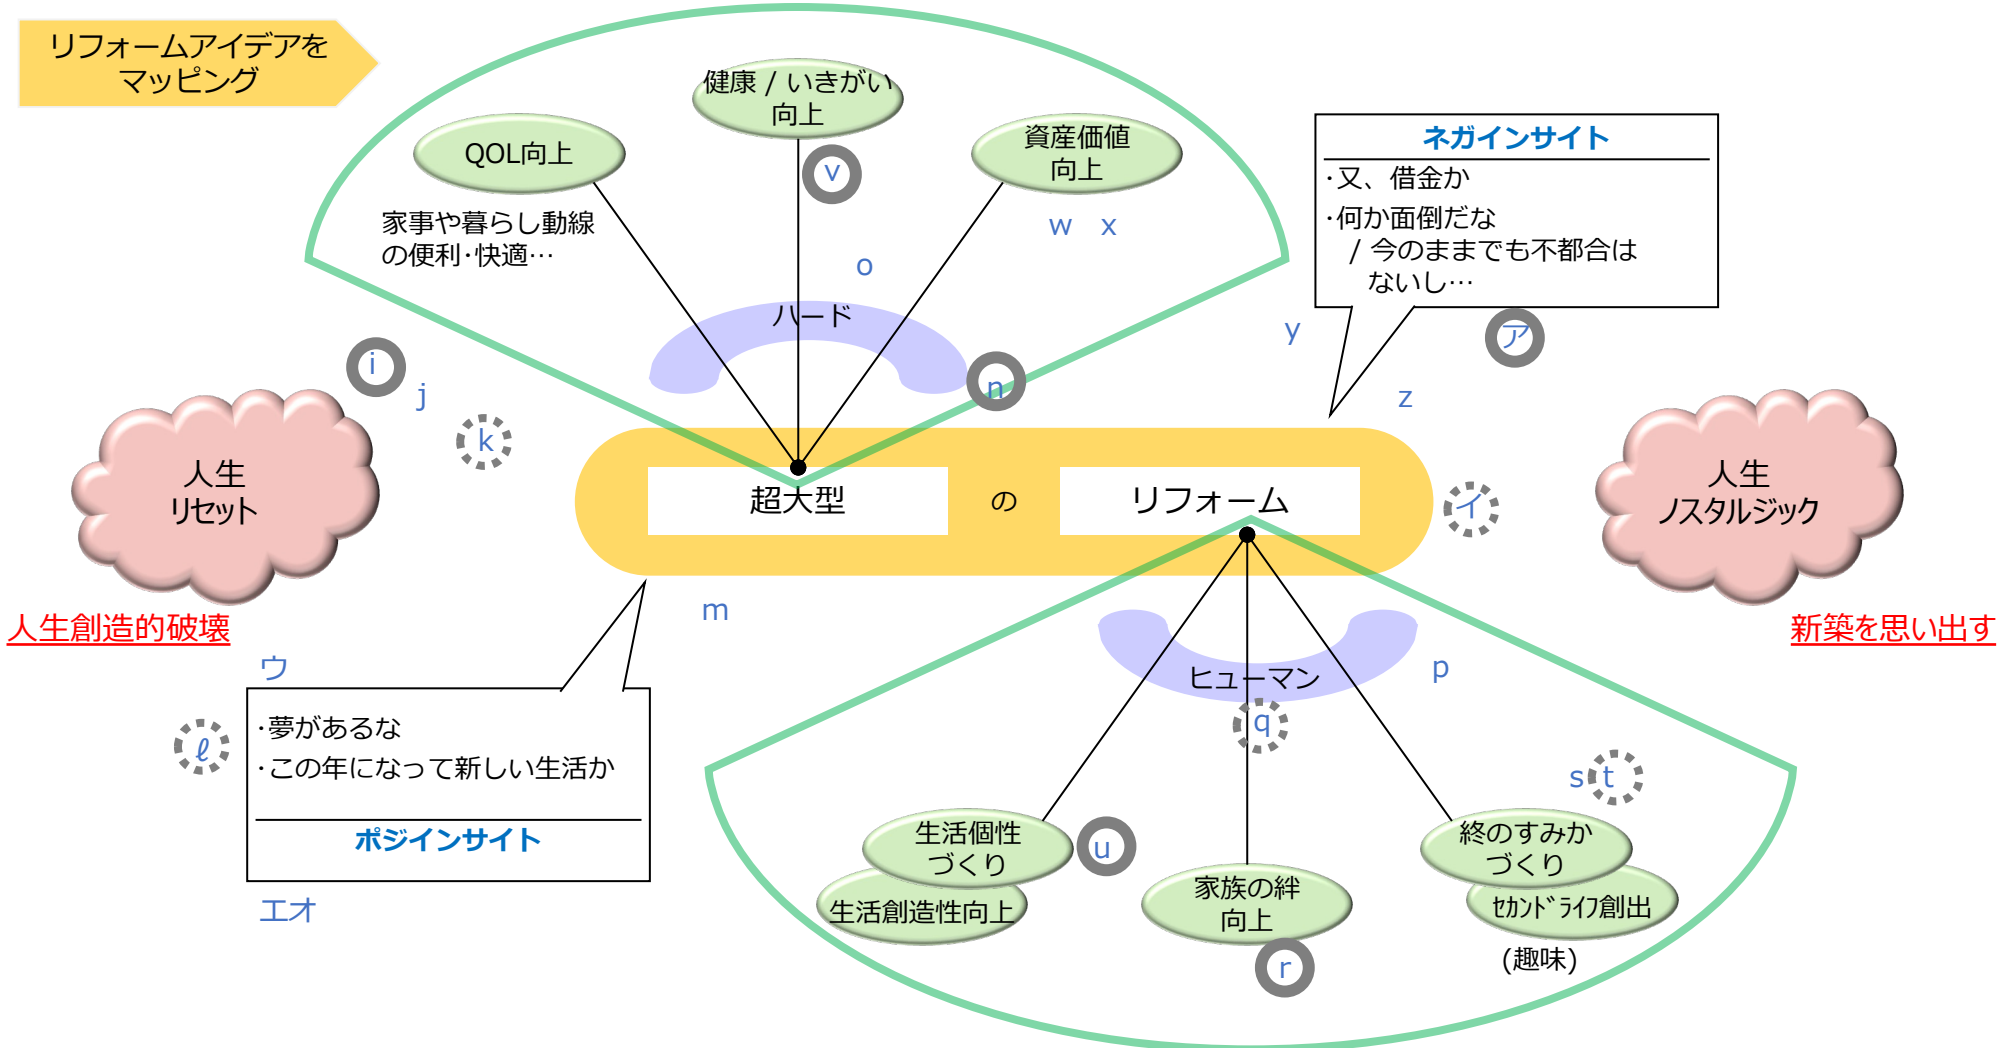 リフォームアイデアを
マッピング
健康 / いきがい
向上
QOL向上
資産価値
向上
v
家事や暮らし動線
の便利･快適…
w x
o
ハード
ネガインサイト
･又、借金か
･何か面倒だな
/ 今のままでも不都合は
ないし…
y
ア
i
j
n
z
k
人生
リセット
超大型
の
リフォーム
イ
人生
ノスタルジック
人生創造的破壊
m
新築を思い出す
ウ
ヒューマン
p
q
ℓ
･夢があるな
･この年になって新しい生活か
ポジインサイト
s t
生活個性
づくり
u
終のすみか
づくり
エオ
生活創造性向上
家族の絆
向上
ｾｶﾝﾄﾞﾗｲﾌ創出
(趣味)
r